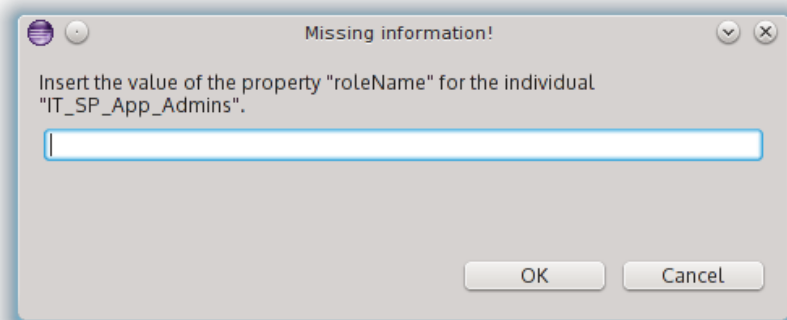 Missing information!
Insert the value of the property "roleName" for the individual
"IT_SP_App_Admins".
OK Cancel